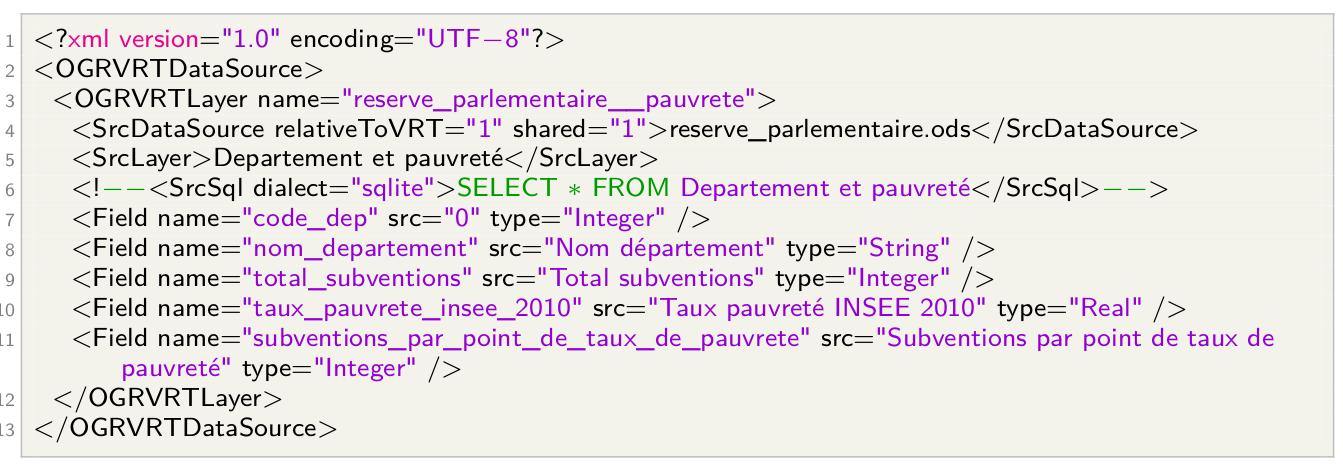 1 <?xml version="1.0" encoding="UTF-8"?>
2 <OGRVRTDataSource>
3 <OGRVRTLayer name="reserve_parlementaire__pauvrete">
4 <SrcDataSource relativeToVRT="1" shared="1">reserve_parlementaire.ods</SrcDataSource>
5 <SrcLayer>Departement et pauvreté</SrcLayer>
6 <!--<SrcSql dialect="sqlite">SELECT * FROM Departement et pauvreté</SrcSql>-->
7 <Field name="code_dep" src="0" type="Integer" />
8 <Field name="nom_departement" src="Nom département" type="String" />
9 <Field name="total_subventions" src="Total subventions" type="Integer" />
10 <Field name="taux_pauvrete_insee_2010" src="Taux pauvreté INSEE 2010" type="Real" />
11 <Field name="subventions_par_point_de_taux_de_pauvrete" src="Subventions par point de taux de
pauvreté" type="Integer" />
12 </OGRVRTLayer>
13 </OGRVRTDataSource>